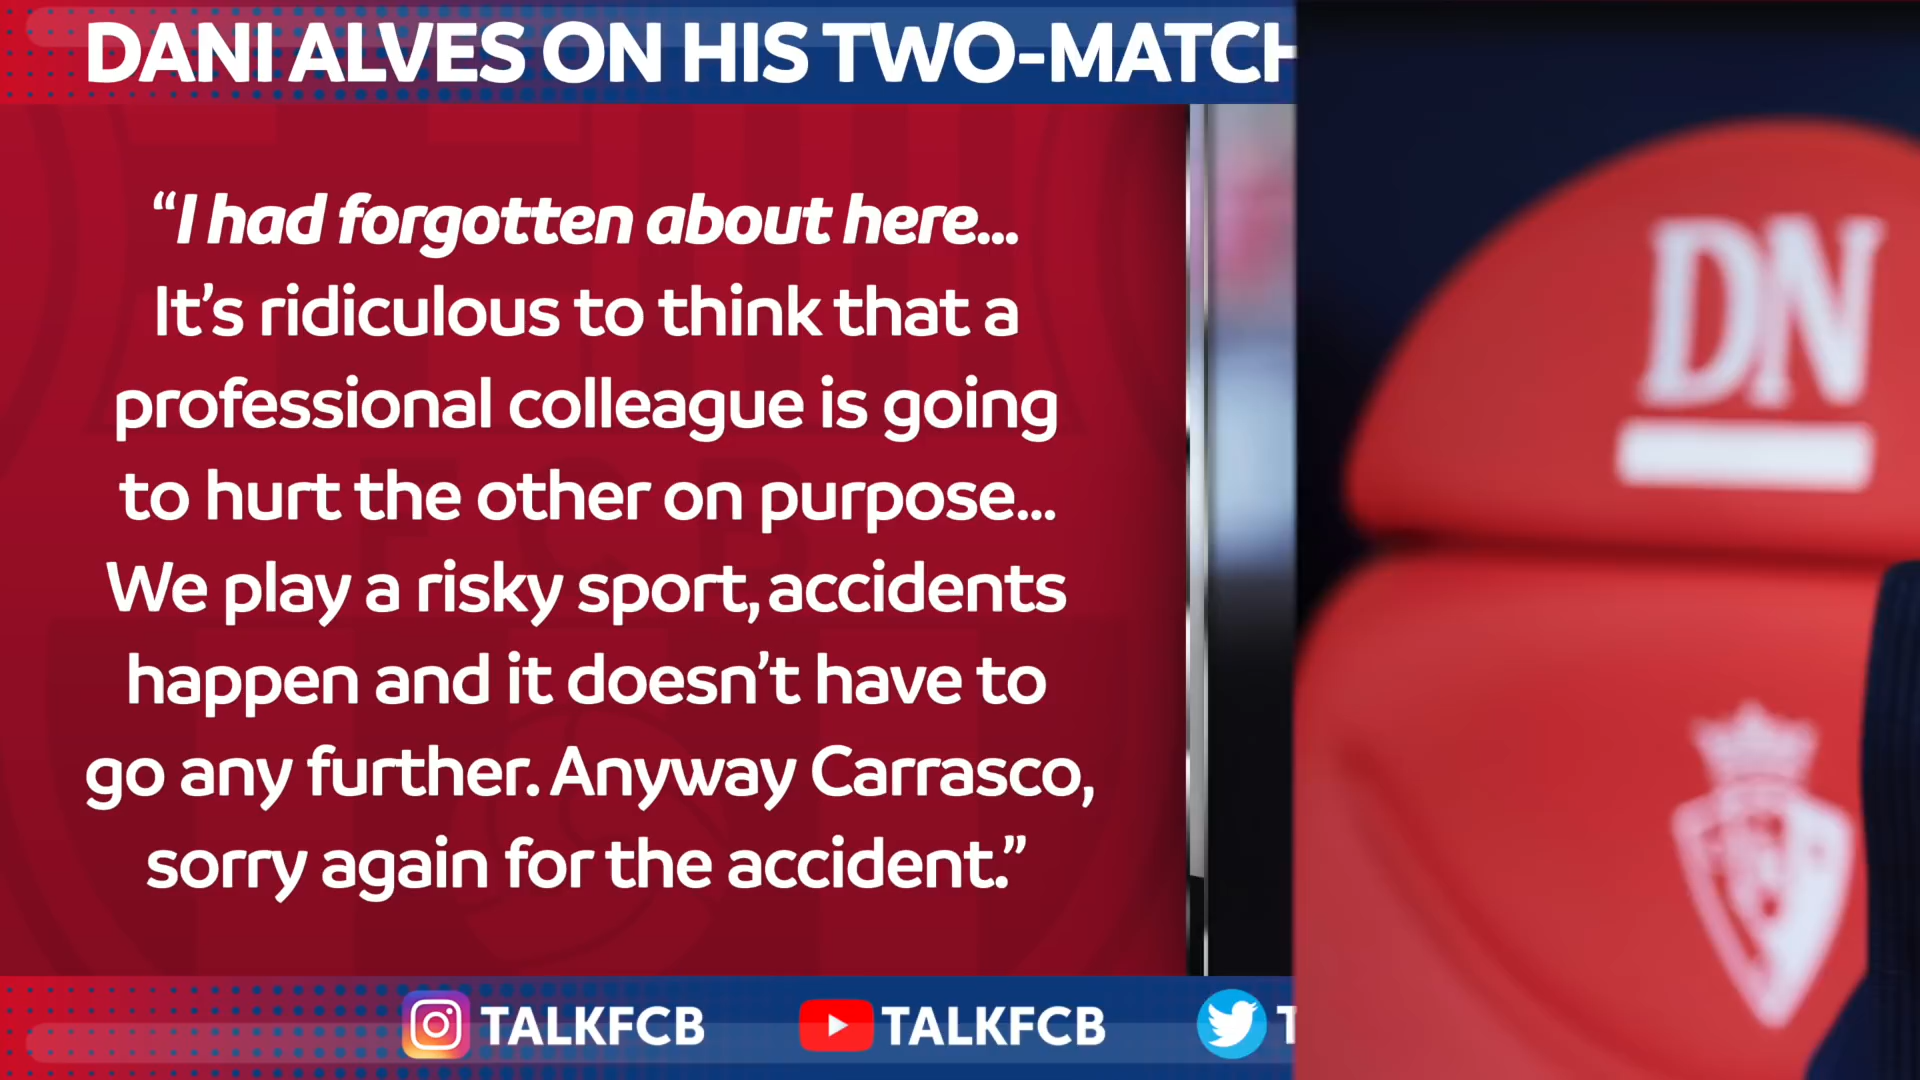 DANI ALVES ON HIS TWO-MATCH
“I had forgotten about here...
It’s ridiculous to think that a
professional colleague is going
to hurt the other on purpose...
We play a risky sport, accidents
happen and it doesn’t have to
go any further. Anyway Carrasco,
sorry again for the accident.”
TALKFCB TALKFCB T
DN
FCB